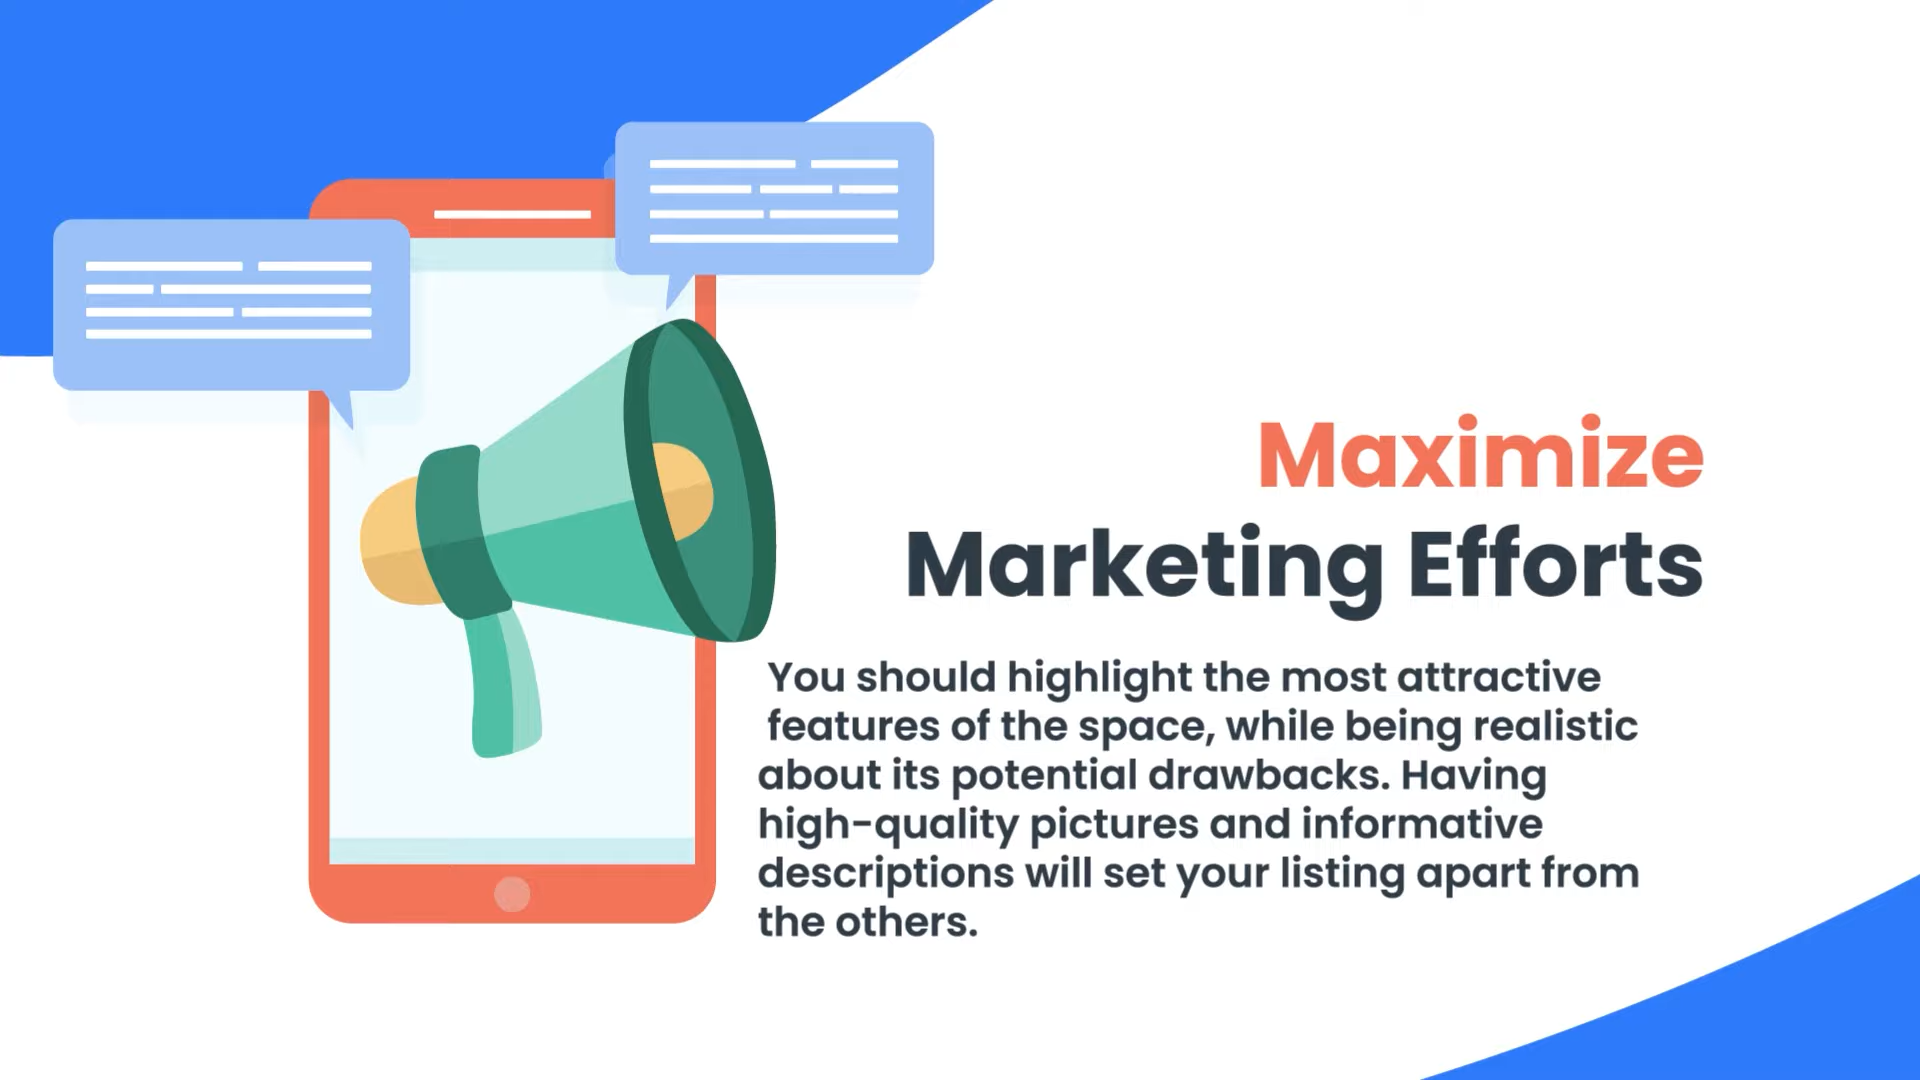 Maximize
Marketing Efforts
You should highlight the most attractive
features of the space, while being realistic
about its potential drawbacks. Having
high-quality pictures and informative
descriptions will set your listing apart from
the others.